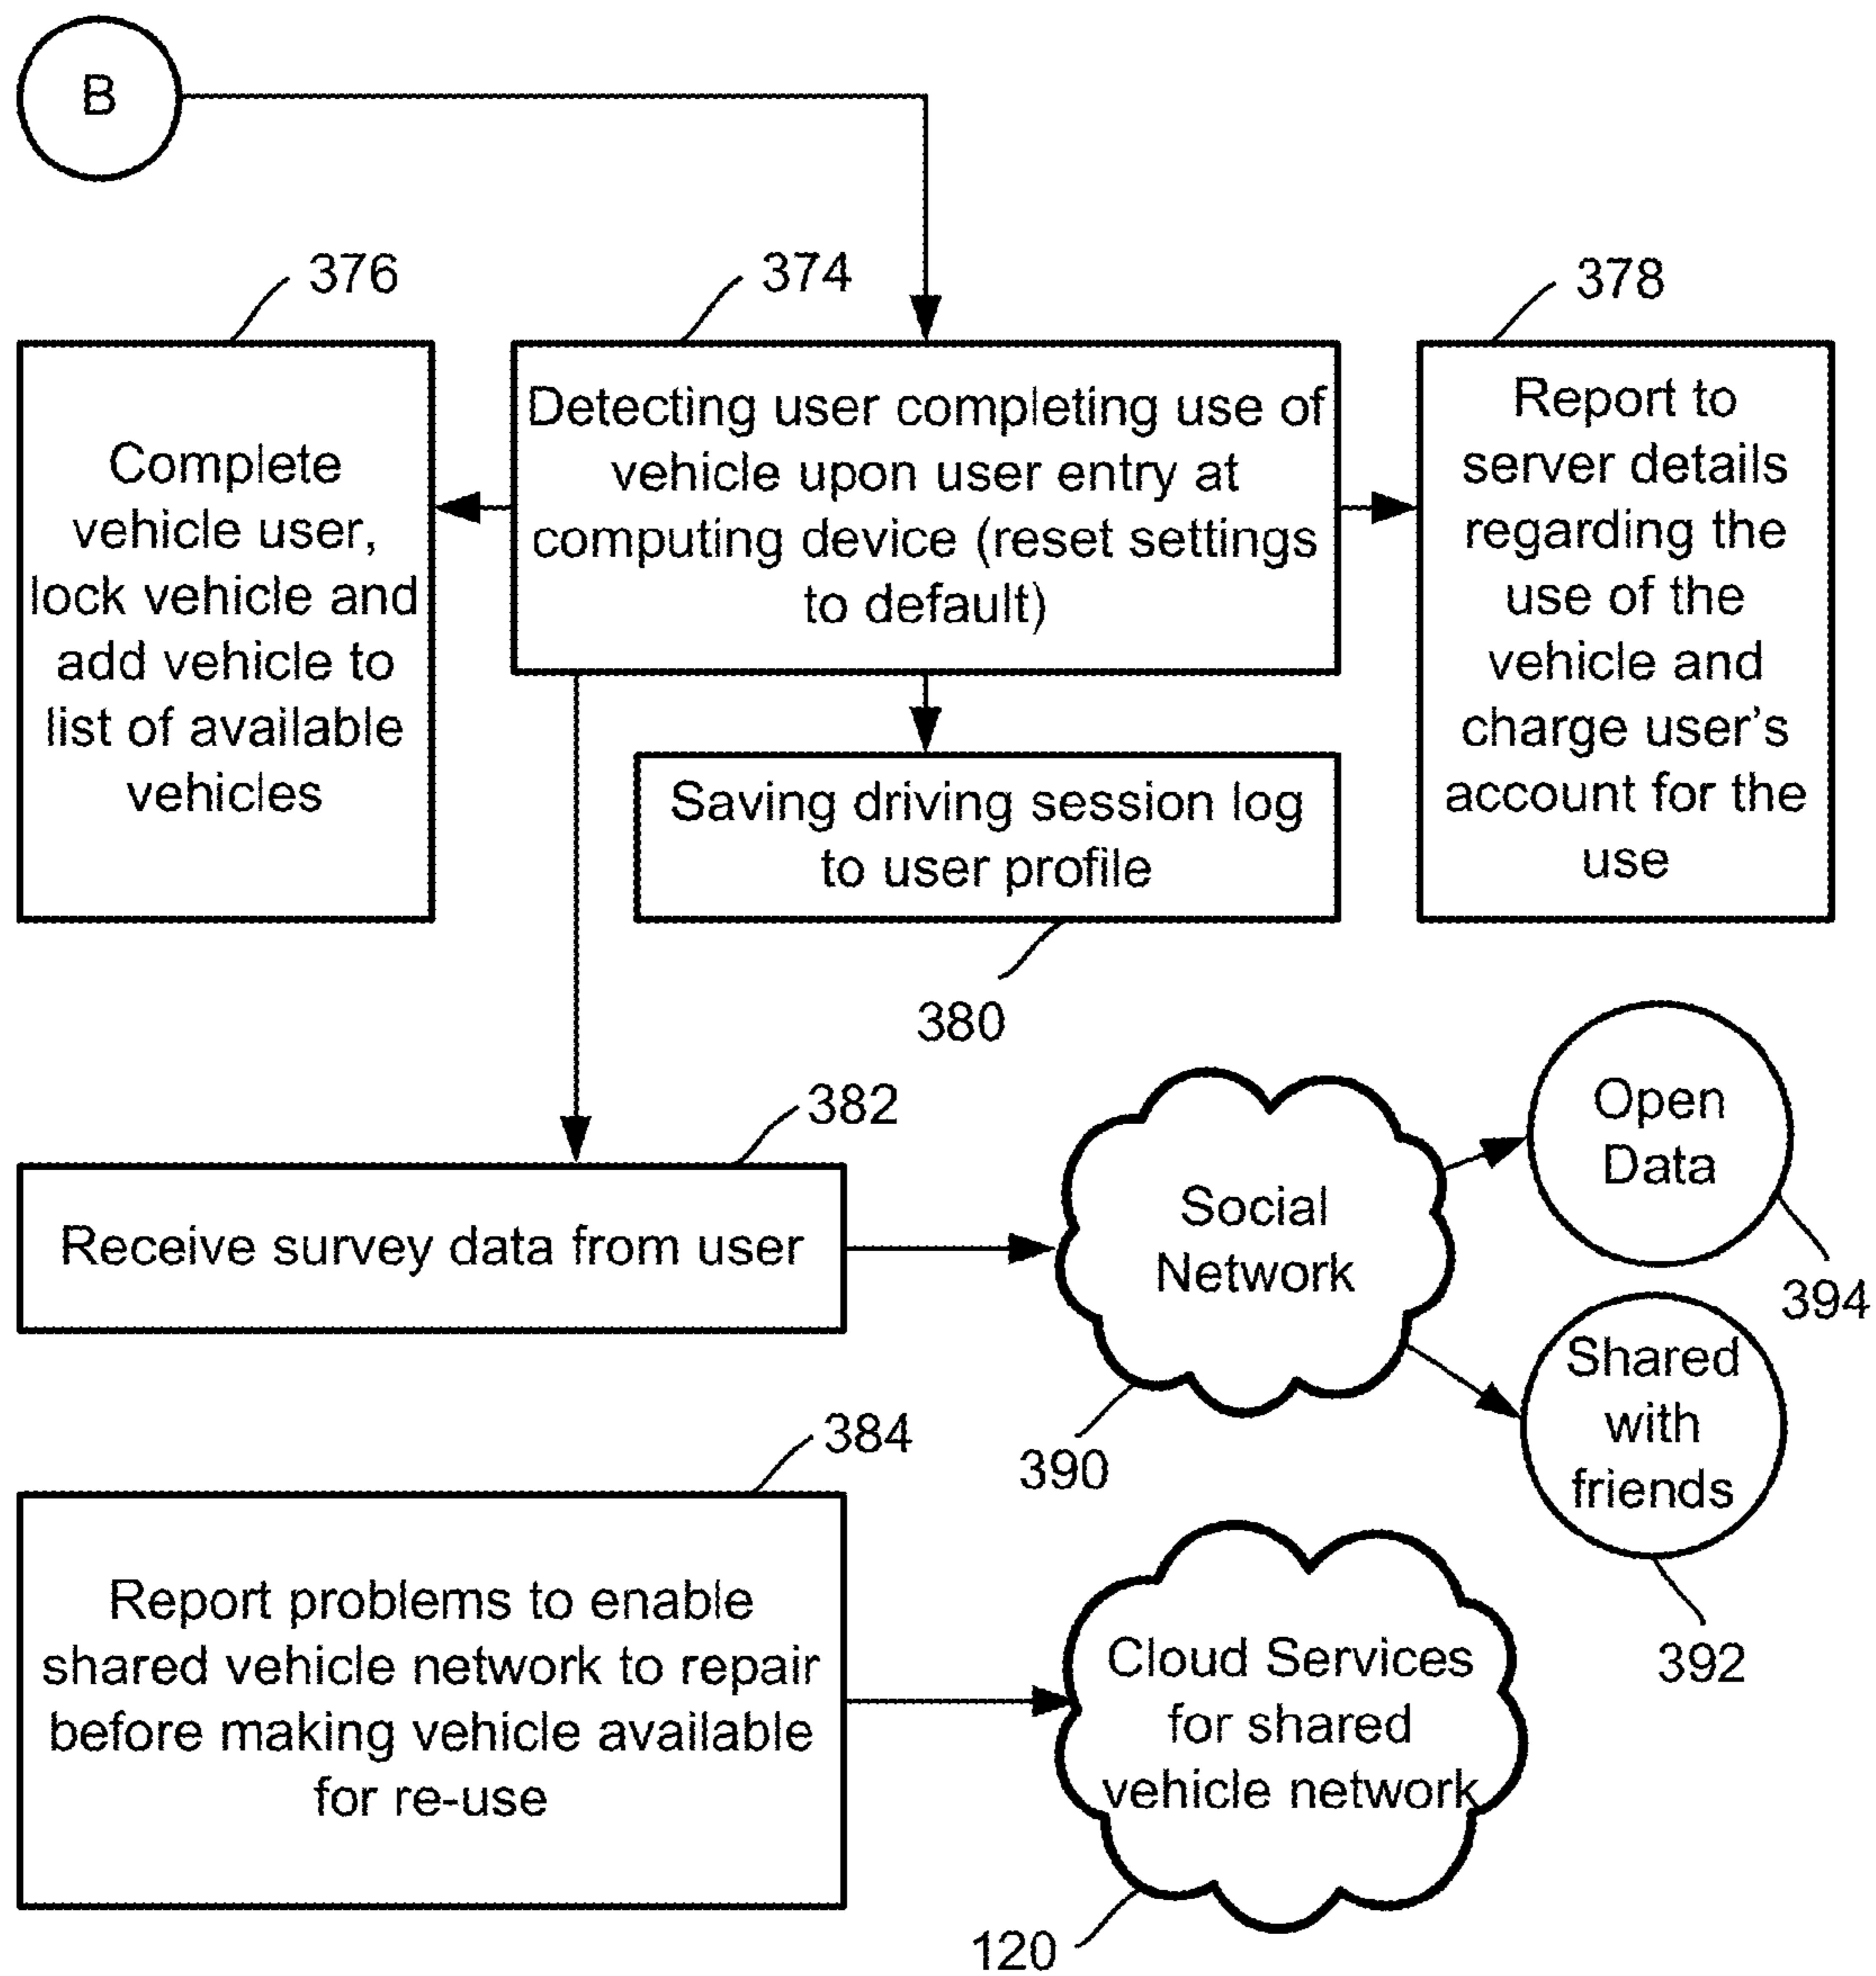 B
376
374
378
Complete
vehicle user,
lock vehicle and
add vehicle to
list of available
vehicles
Detecting user completing use of
vehicle upon user entry at
computing device (reset settings
to default)
Report to
server details
regarding the
use of the
vehicle and
charge user's
account for the
use
Saving driving session log
to user profile
380
382
Receive survey data from user
Social
Network
390
Open
Data
394
Shared
with
friends
392
384
Report problems to enable
shared vehicle network to repair
before making vehicle available
for re-use
Cloud Services
for shared
vehicle network
120